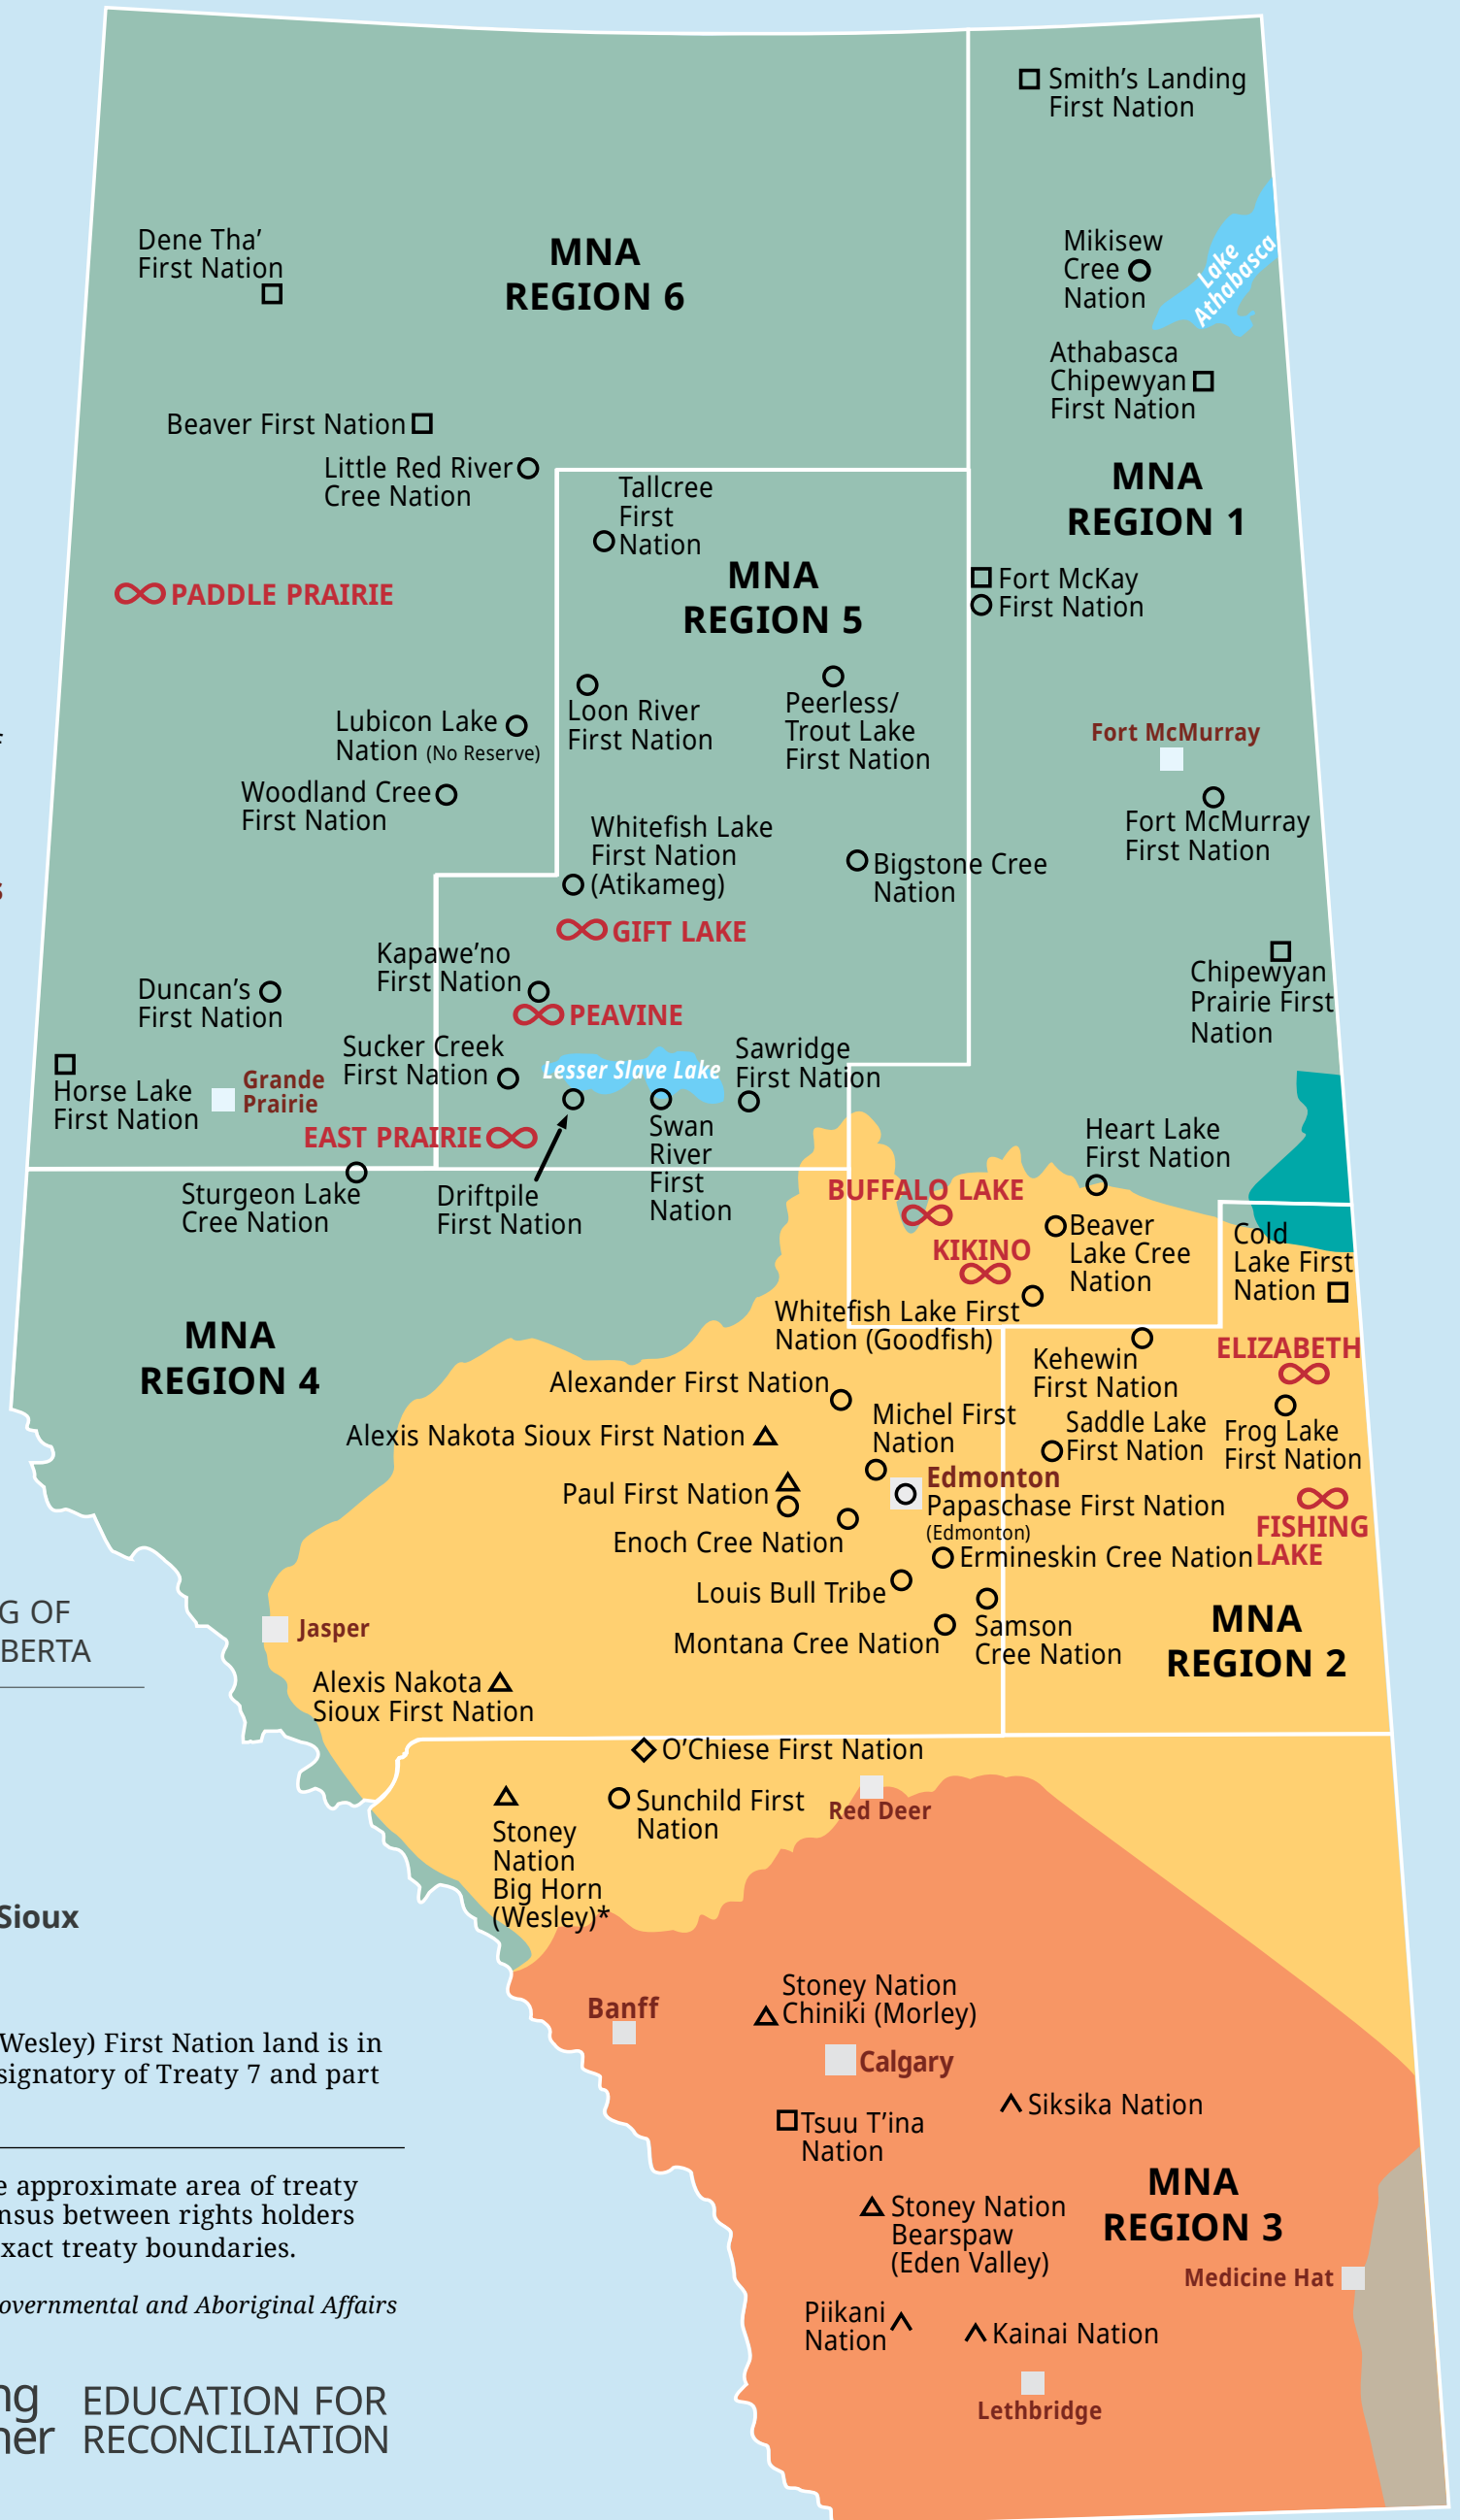 Smith’s Landing
First Nation
Dene Tha’
First Nation
MNA
REGION 6
Mikisew
Cree
Nation
Lake
Athabasca
Athabasca
Chipewyan
First Nation
Beaver First Nation
Little Red River
Cree Nation
Tallcree
First
Nation
MNA
REGION 1
MNA
REGION 5
Fort McKay
First Nation
PADDLE PRAIRIE
Lubicon Lake
Nation (No Reserve)
Loon River
First Nation
Peerless/
Trout Lake
First Nation
Fort McMurray
Woodland Cree
First Nation
Fort McMurray
First Nation
Whitefish Lake
First Nation
(Atikameg)
Bigstone Cree
Nation
GIFT LAKE
Kapawe’no
First Nation
Chipewyan
Prairie First
Nation
Duncan’s
First Nation
PEAVINE
Sucker Creek
First Nation
Lesser Slave Lake
Sawridge
First Nation
Horse Lake
First Nation
Grande
Prairie
EAST PRAIRIE
Swan
River
First
Nation
Heart Lake
First Nation
Sturgeon Lake
Cree Nation
Driftpile
First Nation
BUFFALO LAKE
Beaver
Lake Cree
Nation
Cold
Lake First
Nation
KIKINO
Whitefish Lake First
Nation (Goodfish)
MNA
REGION 4
Kehewin
First Nation
ELIZABETH
Alexander First Nation
Michel First
Nation
Saddle Lake
First Nation
Frog Lake
First Nation
Alexis Nakota Sioux First Nation
Edmonton
Paul First Nation
Papaschase First Nation
(Edmonton)
FISHING
LAKE
Enoch Cree Nation
Ermineskin Cree Nation
Louis Bull Tribe
Samson
Cree Nation
MNA
REGION 2
Montana Cree Nation
G OF
BERTA
Jasper
Alexis Nakota
Sioux First Nation
O’Chiese First Nation
Sunchild First
Nation
Red Deer
Stoney
Nation
Big Horn
(Wesley)*
Sioux
Stoney Nation
Chiniki (Morley)
Banff
Calgary
Wesley) First Nation land is in
signatory of Treaty 7 and part
Siksika Nation
Tsuu T’ina
Nation
MNA
REGION 3
e approximate area of treaty
nsus between rights holders
xact treaty boundaries.
Stoney Nation
Bearspaw
(Eden Valley)
Medicine Hat
overnmental and Aboriginal Affairs
Piikani
Nation
Kainai Nation
Lethbridge
ng
ner
EDUCATION FOR
RECONCILIATION